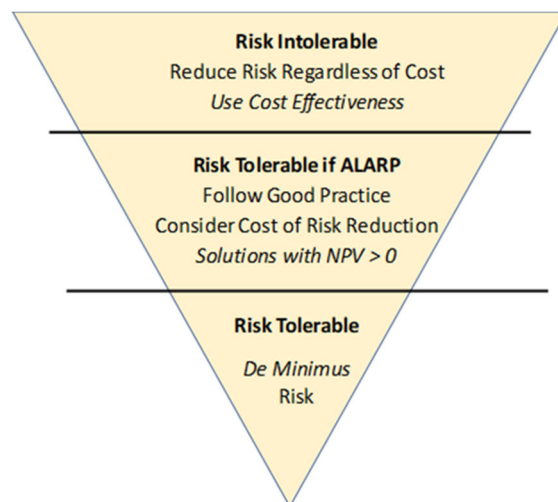 Risk Intolerable
Reduce Risk Regardless of Cost
Use Cost Effectiveness
Risk Tolerable if ALARP
Follow Good Practice
Consider Cost of Risk Reduction
Solutions with NPV > 0
Risk Tolerable
De Minimus
Risk